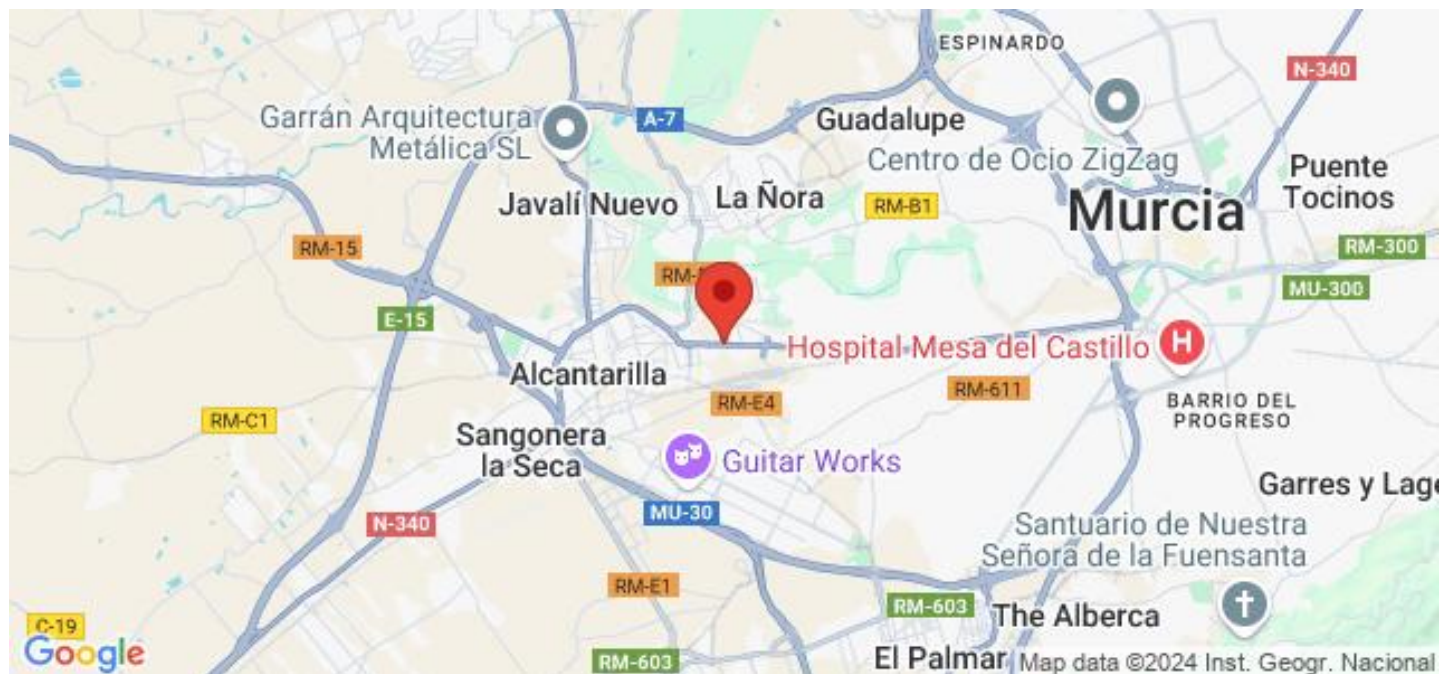 ESPINARDO
N-340
Garrán Arquitectura
Metálica SL
A-7
Guadalupe
Centro de Ocio ZigZag
Puente
Tocinos
Javalí Nuevo
La Ñora
RM-B1
Murcia
RM-15
RM-300
MU-300
E-15
Hospital Mesa del Castillo
H
Alcantarilla
RM-E4
RM-611
BARRIO DEL
PROGRESO
RM-C1
Sangonera
la Seca
Guitar Works
Garres y Lag
N-340
MU-30
Santuario de Nuestra
Señora de la Fuensanta
RM-E1
RM-603
The Alberca
C-19
Google
RM-603
El Palmar
Map data ©2024 Inst. Geogr. Nacional